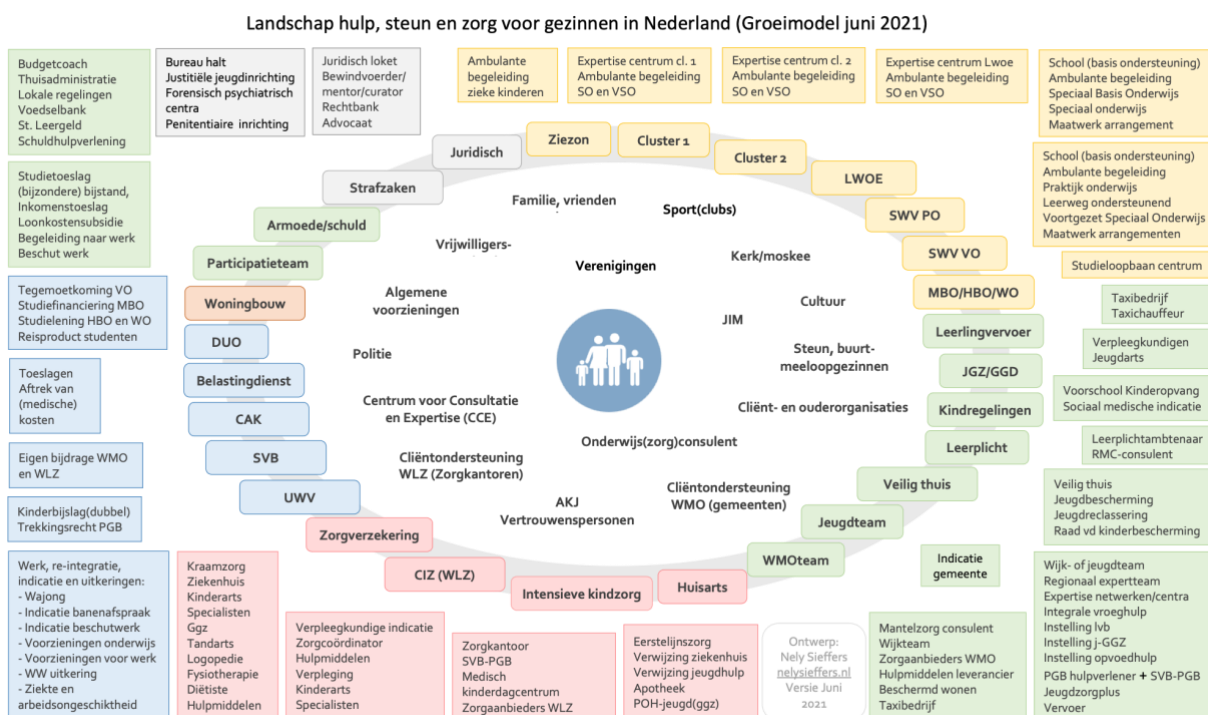 Landschap hulp, steun en zorg voor gezinnen in Nederland (Groeimodel juni 2021)
Budgetcoach
Thuisadministratie
Lokale regelingen
Voedselbank
St. Leergeld
Schuldhulpverlening
Bureau halt
Justitiële jeugdinrichting
Forensisch psychiatrisch
centra
Penitentiaire inrichting
Juridisch loket
Bewindvoerder/
mentor/curator
Rechtbank
Advocaat
Ambulante
begeleiding
zieke kinderen
Expertise centrum cl. 1
Ambulante begeleiding
SO en VSO
Expertise centrum cl. 2
Ambulante begeleiding
SO en VSO
Expertise centrum Lwoe
Ambulante begeleiding
SO en VSO
School (basis ondersteuning)
Ambulante begeleiding
Speciaal Basis Onderwijs
Speciaal onderwijs
Maatwerk arrangement
Studietoeslag
(bijzondere) bijstand,
Inkomenstoeslag
Loonkostensubsidie
Begeleiding naar werk
Beschut werk
School (basis ondersteuning)
Ambulante begeleiding
Praktijk onderwijs
Leerweg ondersteunend
Voortgezet Speciaal Onderwijs
Maatwerk arrangementen
Studieloopbaan centrum
Tegemoetkoming VO
Studiefinanciering MBO
Studielening HBO en WO
Reisproduct studenten
Taxibedrijf
Taxichauffeur
Verpleegkundigen
Jeugdarts
Toeslagen
Aftrek van
(medische)
kosten
Voorschool Kinderopvang
Sociaal medische indicatie
Eigen bijdrage WMO
en WLZ
Leerplichtambtenaar
RMC-consulent
Kinderbijslag(dubbel)
Trekkingsrecht PGB
Veilig thuis
Jeugdbescherming
Jeugdreclassering
Raad vd kinderbescherming
Juridisch
Ziezon
Cluster 1
Cluster 2
LWOE
SWV PO
SWV VO
MBO/HBO/WO
Leerlingvervoer
JGZ/GGD
Kindregelingen
Leerplicht
Veilig thuis
Jeugdteam
WMOteam
Huisarts
Intensieve kindzorg
CIZ (WLZ)
Zorgverzekering
UWV
SVB
CAK
Belastingdienst
DUO
Woningbouw
Participatieteam
Armoede/schuld
Strafzaken
Familie, vrienden
Sport(clubs)
Vrijwilligers-
Verenigingen
Kerk/moskee
Algemene
voorzieningen
Cultuur
JIM
Politie
Steun, buurt-
meeloopgezinnen
Centrum voor Consultatie
en Expertise (CCE)
Cliënt- en ouderorganisaties
Onderwijs(zorg)consulent
Cliëntondersteuning
WLZ (Zorgkantoren)
Cliëntondersteuning
WMO (gemeenten)
AKJ
Vertrouwenspersonen
Indicatie
gemeente
Werk, re-integratie,
indicatie en uitkeringen:
- Wajong
- Indicatie banenafspraak
- Indicatie beschutwerk
- Voorzieningen onderwijs
- Voorzieningen voor werk
- WW uitkering
- Ziekte en
arbeidsongeschiktheid
Kraamzorg
Ziekenhuis
Kinderarts
Specialisten
Ggz
Tandarts
Logopedie
Fysiotherapie
Diëtiste
Hulpmiddelen
Verpleegkundige indicatie
Zorgcoördinator
Hulpmiddelen
Verpleging
Kinderarts
Specialisten
Zorgkantoor
SVB-PGB
Medisch
kinderdagcentrum
Zorgaanbieders WLZ
Eerstelijnszorg
Verwijzing ziekenhuis
Verwijzing jeugdhulp
Apotheek
POH-jeugd(ggz)
Ontwerp:
Nely Sieffers
nelysieffers.nl
Versie Juni
2021
Mantelzorg consulent
Wijkteam
Zorgaanbieders WMO
Hulpmiddelen leverancier
Beschermd wonen
Taxibedrijf
Wijk- of jeugdteam
Regionaal expertteam
Expertise netwerken/centra
Integrale vroeghulp
Instelling lvb
Instelling j-GGZ
Instelling opvoedhulp
PGB hulpverlener + SVB-PGB
Jeugdzorgplus
Vervoer